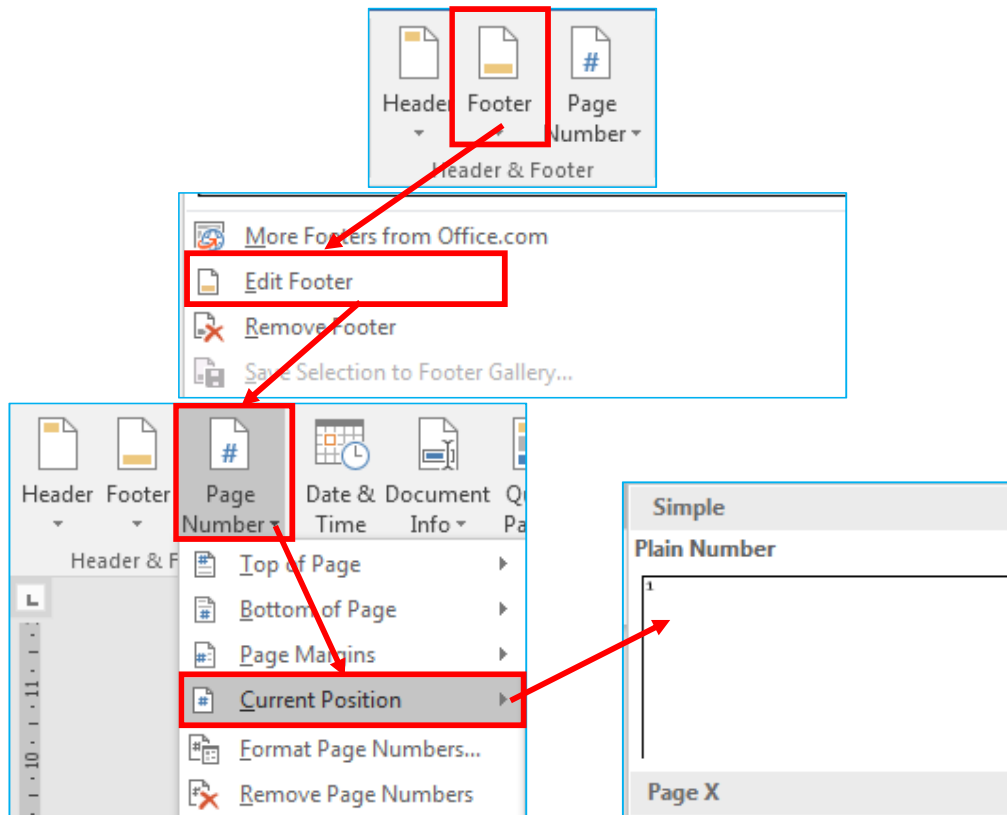 Header Footer Page
Number
Header & Footer
More Footers from Office.com
Edit Footer
Remove Footer
Save Selection to Footer Gallery...
Header Footer Page Date & Document
Number Time Info
Header & F
Top of Page
Bottom of Page
Page Margins
Current Position
Format Page Numbers...
Remove Page Numbers
L
11
10
Simple
Plain Number
1
Page X